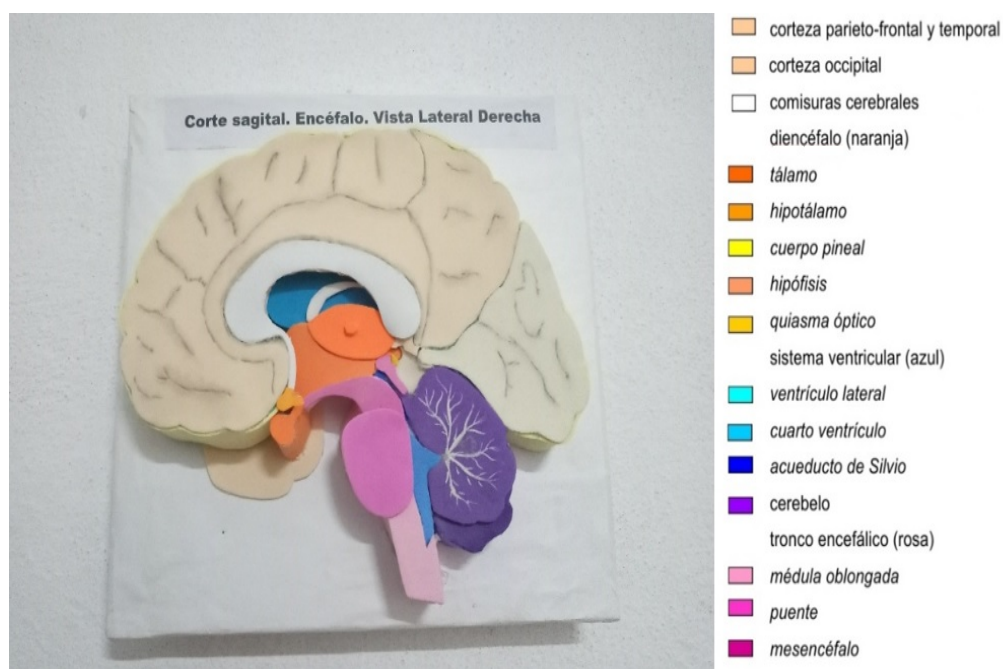 Corte sagital. Encéfalo. Vista Lateral Derecha
corteza parieto-frontal y temporal
corteza occipital
comisuras cerebrales
diencéfalo (naranja)
tálamo
hipotálamo
cuerpo pineal
hipófisis
quiasma óptico
sistema ventricular (azul)
ventrículo lateral
cuarto ventrículo
acueducto de Silvio
cerebelo
tronco encefálico (rosa)
médula oblongada
puente
mesencéfalo